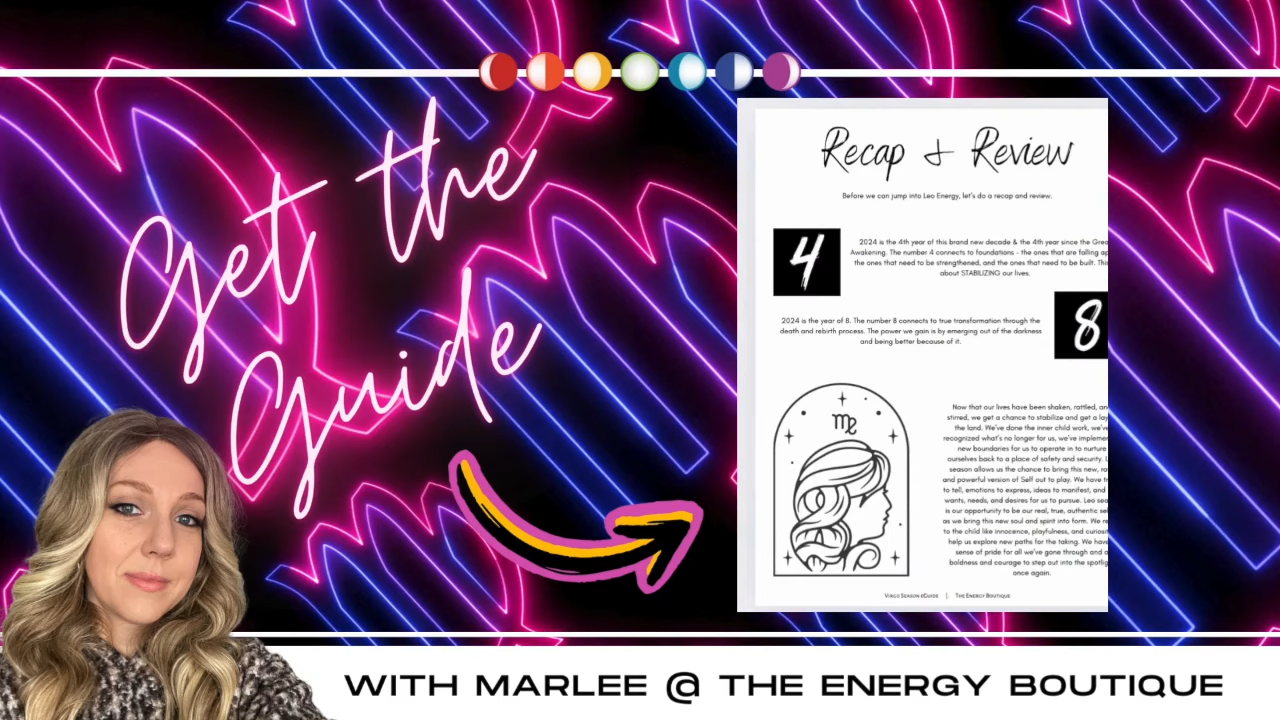 Get the
Guide
Recap & Review
Before we can jump into Leo Energy, let's do a recap and review.
4
2024 is the 4th year of this brand new decade & the 4th year since the
Awakening. The number 4 connects to foundations - the ones that are falling
the ones that need to be strengthened, and the ones that need to be built.
about STABILIZING our lives.
8
2024 is the year of 8. The number 8 connects to true transformation through the
death and rebirth process. The power we gain is by emerging out of the darkness
and being better because of it.
♍
Now that our lives have been shaken, rattled,
stirred, we get a chance to stabilize and get a
the land. We've done the inner child work,
recognized what's no longer for us, we've
new boundaries for us to operate in to nurture
ourselves back to a place of safety and security.
season allows us the chance to bring this new,
and powerful version of Self out to play. We have
to tell, emotions to express, ideas to manifest, and
wants, needs, and desires for us to pursue. Leo
is our opportunity to be our real, true, authentic
as we bring this new soul and spirit into form. We
to the child like innocence, playfulness, and
help us explore new paths for the taking. We have
sense of pride for all we've gone through and
boldness and courage to step out into the
once again.
Virgo Season eGuide | The Energy Boutique
WITH MARLEE @ THE ENERGY BOUTIQUE